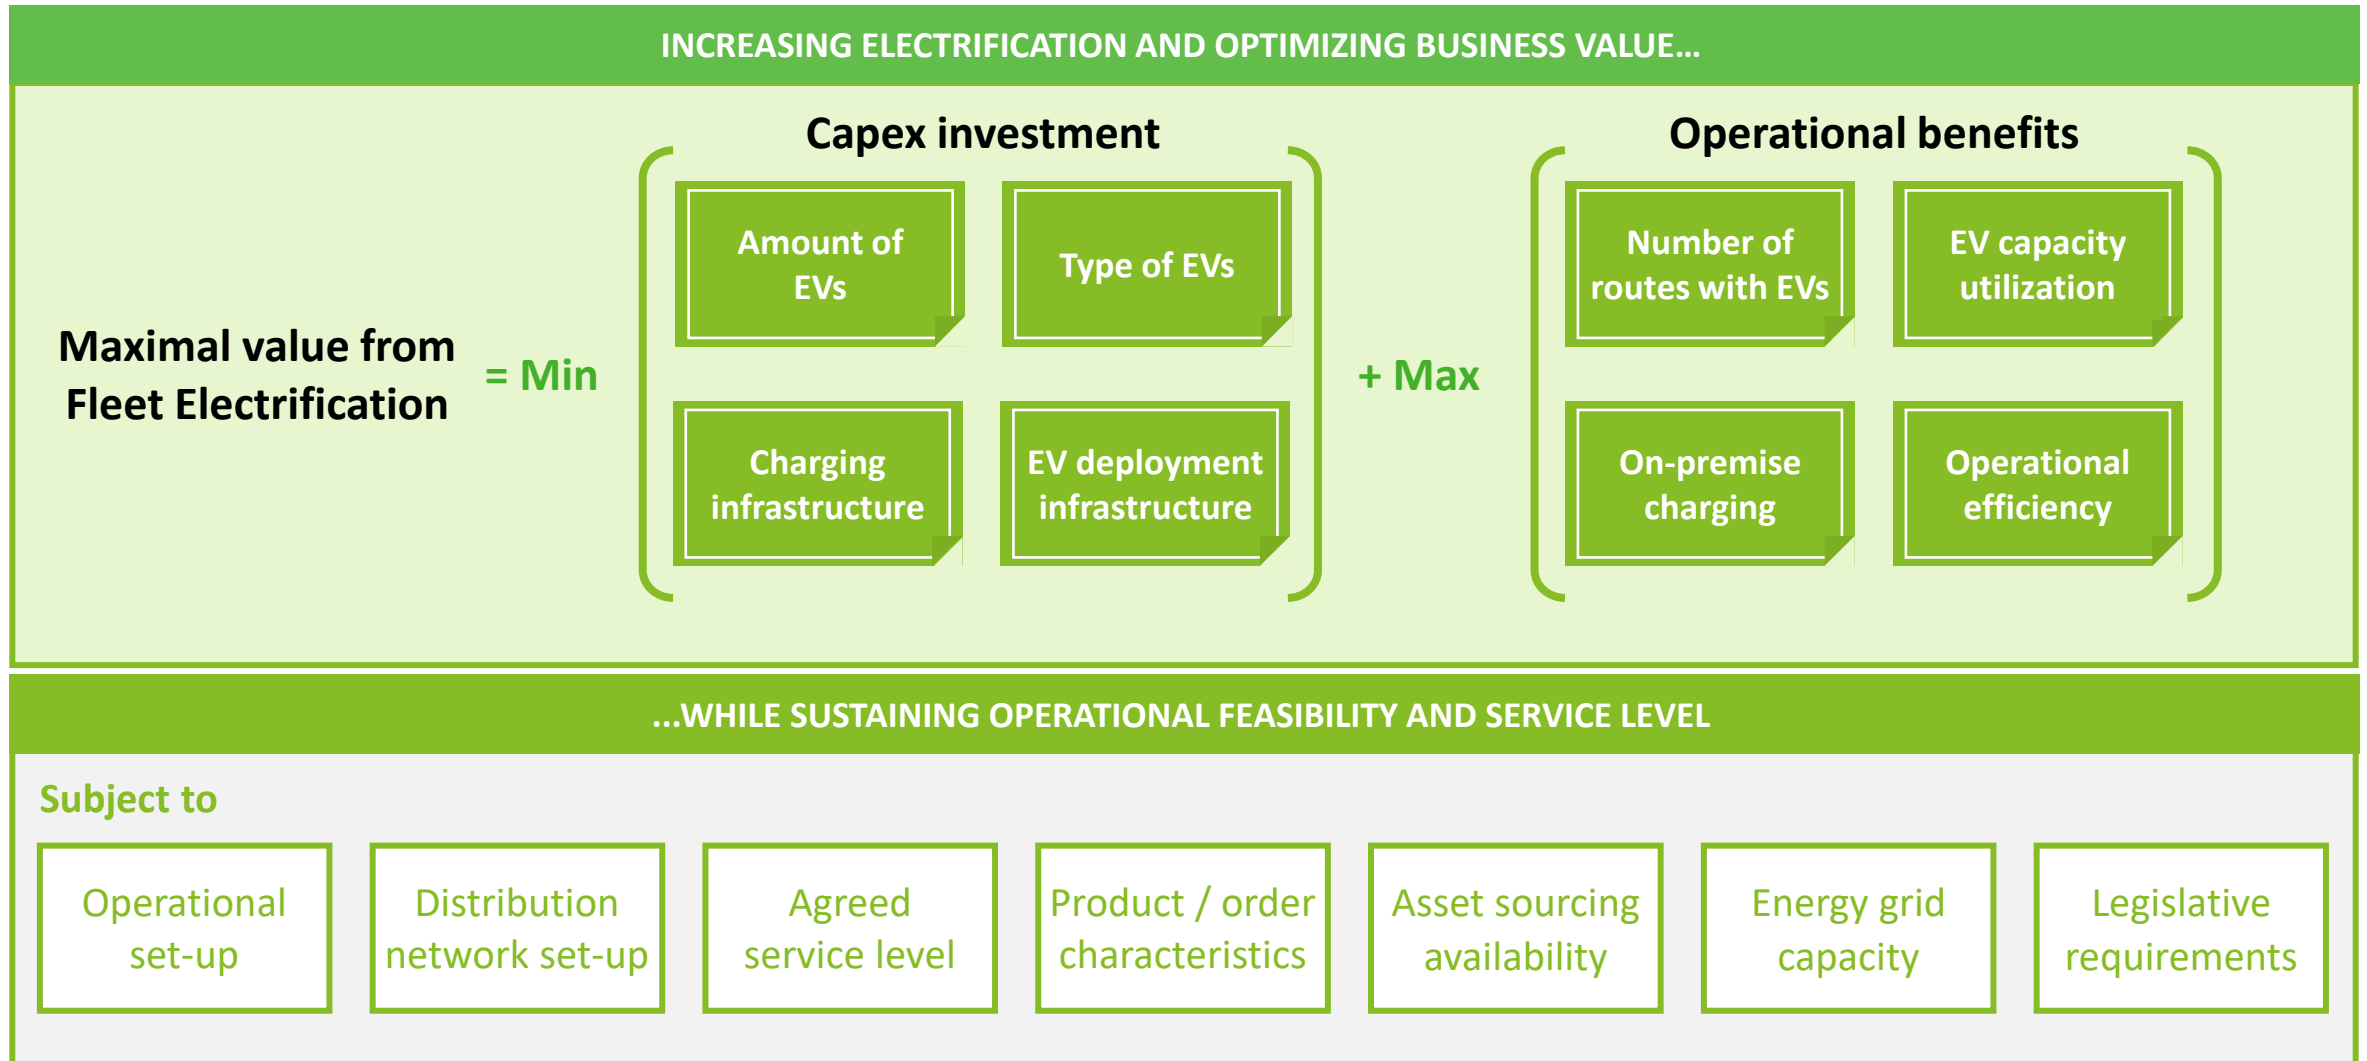 INCREASING ELECTRIFICATION AND OPTIMIZING BUSINESS VALUE...
Capex investment
Operational benefits
Maximal value from
Fleet Electrification
= Min
Amount of
EVs
Type of EVs
Charging
infrastructure
EV deployment
infrastructure
+ Max
Number of
routes with EVs
EV capacity
utilization
On-premise
charging
Operational
efficiency
...WHILE SUSTAINING OPERATIONAL FEASIBILITY AND SERVICE LEVEL
Subject to
Operational
set-up
Distribution
network set-up
Agreed
service level
Product / order
characteristics
Asset sourcing
availability
Energy grid
capacity
Legislative
requirements